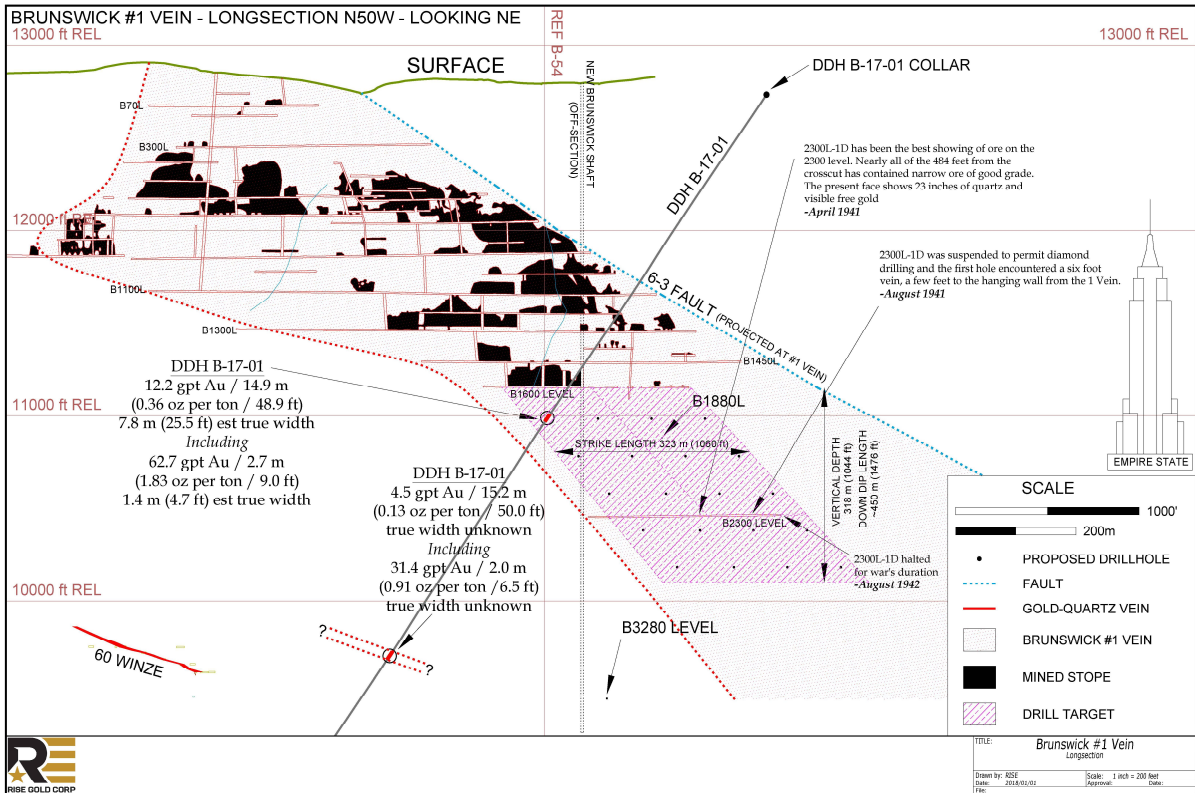 BRUNSWICK #1 VEIN - LONGSECTION N50W - LOOKING NE
13000 ft REL
13000 ft REL
REF B-54
SURFACE
NEW BRUNSWICK SHAFT
(OFF-SECTION)
DDH B-17-01 COLLAR
DDH B-17-01
B70L
B300L
2300L-1D has been the best showing of ore on the
2300 level. Nearly all of the 484 feet from the
crosscut has contained narrow ore of good grade.
The present face shows 23 inches of quartz and
visible free gold
-April 1941
12000 ft REL
2300L-1D was suspended to permit diamond
drilling and the first hole encountered a six foot
vein, a few feet to the hanging wall from the 1 Vein.
-August 1941
6-3 FAULT (PROJECTED AT #1 VEIN)
B1100L
D1300L
B1450L
DDH B-17-01
12.2 gpt Au / 14.9 m
(0.36 oz per ton / 48.9 ft)
7.8 m (25.5 ft) est true width
Including
62.7 gpt Au / 2.7 m
(1.83 oz per ton / 9.0 ft)
1.4 m (4.7 ft) est true width
B1600 LEVEL
11000 ft REL
B1880L
STRIKE LENGTH 323 m (1060 ft)
VERTICAL DEPTH
318 m (1044 ft)
DOWN DIP LENGTH
~450 m (1476 ft)
EMPIRE STATE
DDH B-17-01
4.5 gpt Au / 15.2 m
(0.13 oz per ton / 50.0 ft)
true width unknown
Including
31.4 gpt Au / 2.0 m
(0.91 oz per ton / 6.5 ft)
true width unknown
B2300 LEVEL
2300L-1D halted
for war's duration
-August 1942
10000 ft REL
B3280 LEVEL
?
?
60 WINZE
SCALE
1000'
200m
PROPOSED DRILLHOLE
FAULT
GOLD-QUARTZ VEIN
BRUNSWICK #1 VEIN
MINED STOPE
DRILL TARGET
RISE GOLD CORP
TITLE:
Brunswick #1 Vein
Longsection
Drawn by: RISE
Scale: 1 inch = 200 feet
Date: 2018/01/01
Approval:
Date:
File: